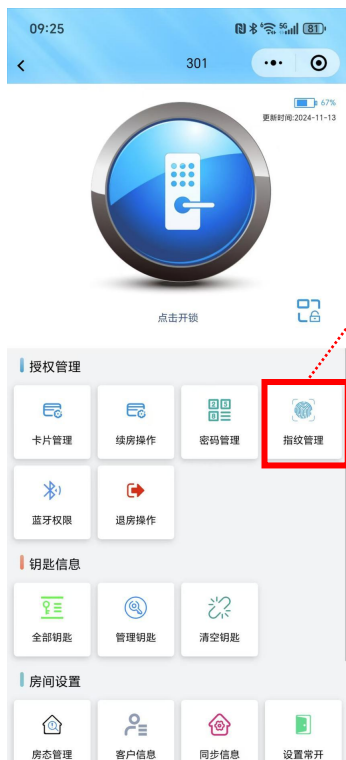 09:25 5G 81
301
67%
更新时间:2024-11-13
点击开锁
授权管理
卡片管理 续房操作 密码管理 指纹管理
蓝牙权限 退房操作
钥匙信息
全部钥匙 管理钥匙 清空钥匙
房间设置
房态管理 客户信息 同步信息 设置常开